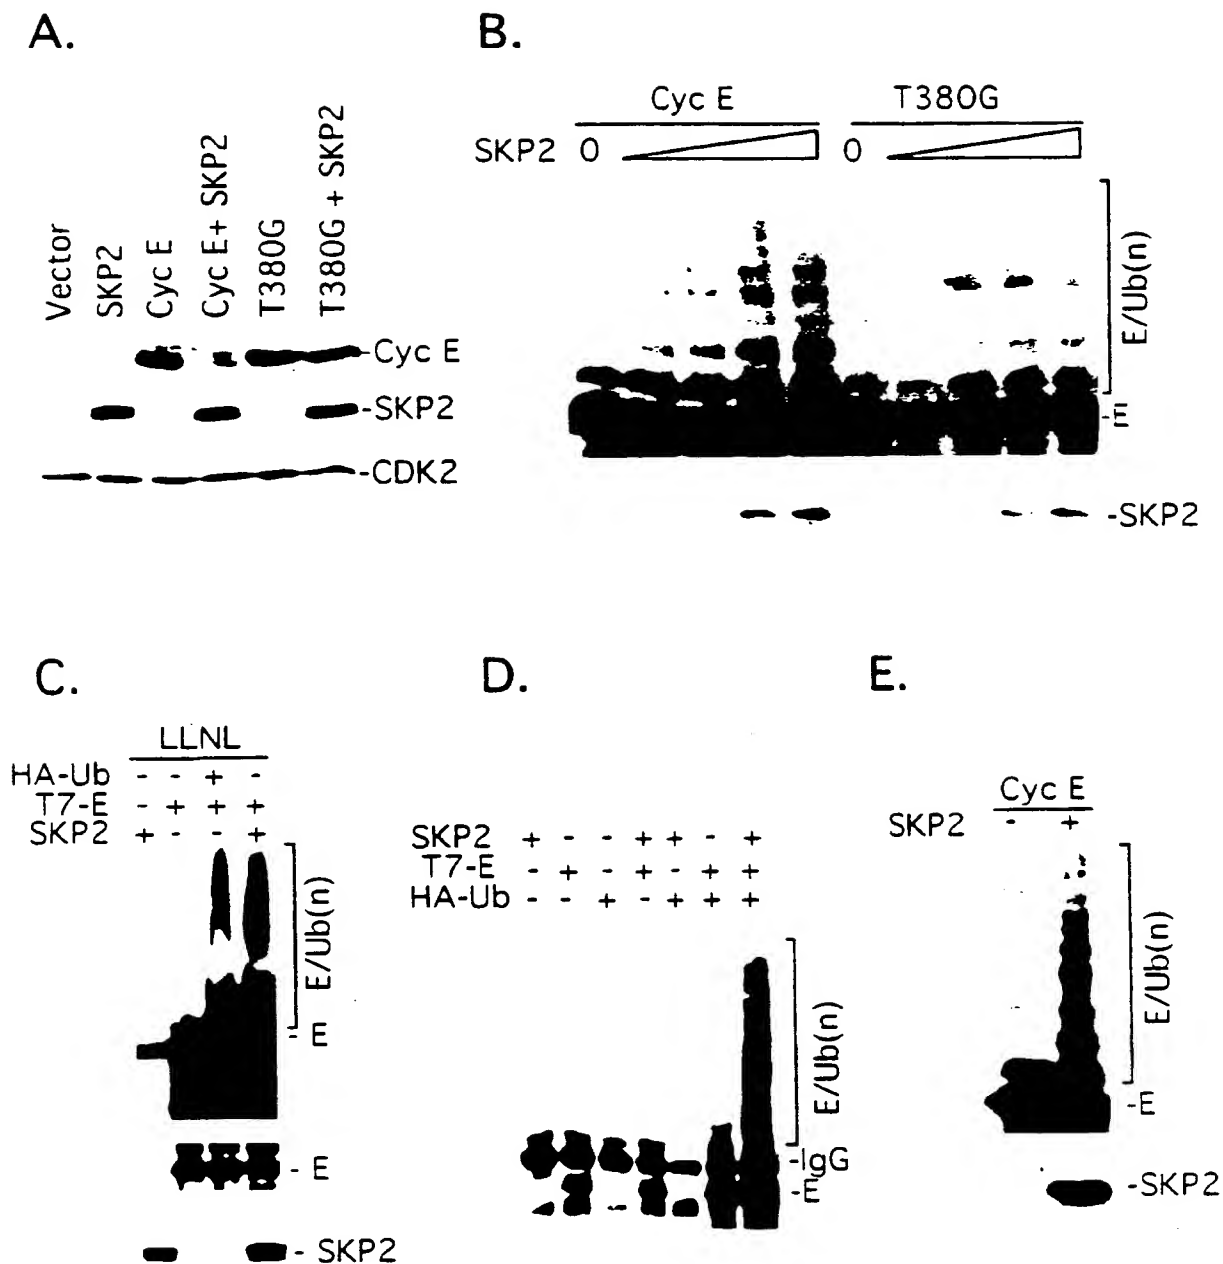 A.
Vector
SKP2
Cyc E
Cyc E+ SKP2
T380G
T380G + SKP2
-Cyc E
-SKP2
-CDK2
B.
Cyc E T380G
SKP2 0 0
E/Ub(n)
-E
-SKP2
C.
LLNL
HA-Ub - - + -
T7-E - + + +
SKP2 + - - +
E/Ub(n)
- E
- E
- SKP2
D.
SKP2 + - - + + - +
T7-E - + - + - + +
HA-Ub - - + - + + +
E/Ub(n)
-IgG
-E
E.
Cyc E
SKP2 - +
E/Ub(n)
-E
-SKP2